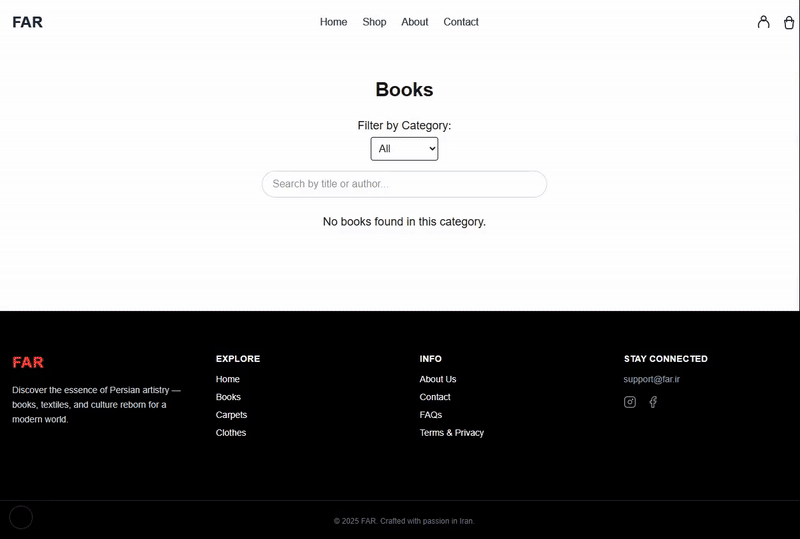 FAR
Home Shop About Contact
Books
Filter by Category:
All
Search by title or author...
No books found in this category.
FAR
Discover the essence of Persian artistry —
books, textiles, and culture reborn for a
modern world.
EXPLORE
Home
Books
Carpets
Clothes
INFO
About Us
Contact
FAQs
Terms & Privacy
STAY CONNECTED
support@far.ir
© 2025 FAR. Crafted with passion in Iran.